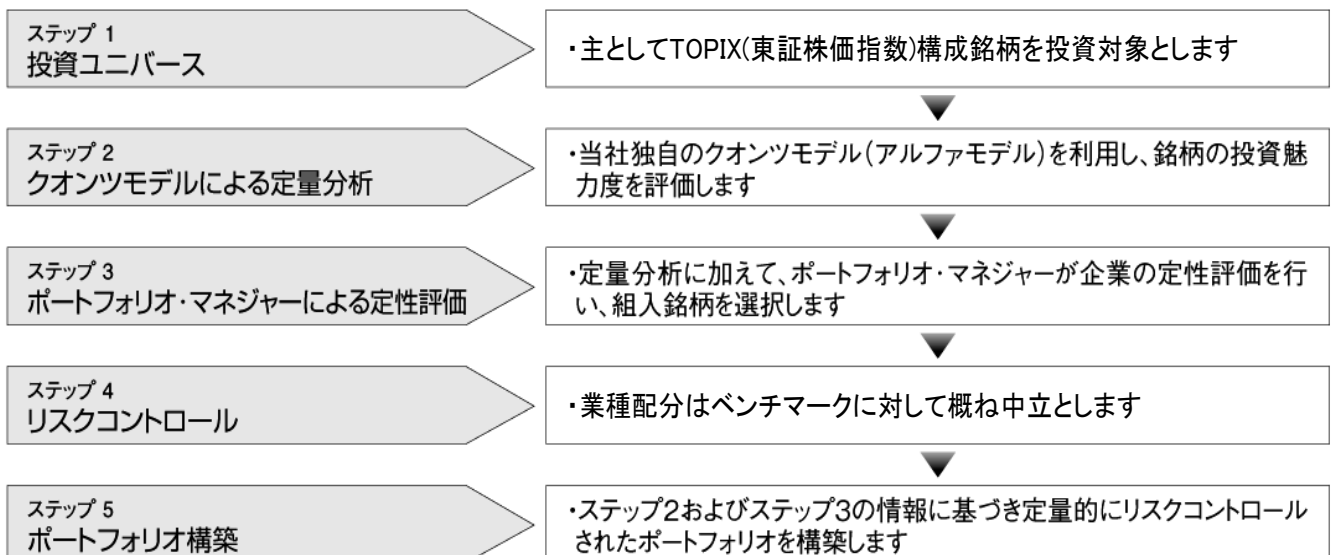 ステップ 1
投資ユニバース
・主としてTOPIX(東証株価指数)構成銘柄を投資対象とします
ステップ 2
クオンツモデルによる定量分析
・当社独自のクオンツモデル(アルファモデル)を利用し、銘柄の投資魅
力度を評価します
ステップ 3
ポートフォリオ・マネジャーによる定性評価
・定量分析に加えて、ポートフォリオ・マネジャーが企業の定性評価を行
い、組入銘柄を選択します
ステップ 4
リスクコントロール
・業種配分はベンチマークに対して概ね中立とします
ステップ 5
ポートフォリオ構築
・ステップ2およびステップ3の情報に基づき定量的にリスクコントロール
されたポートフォリオを構築します